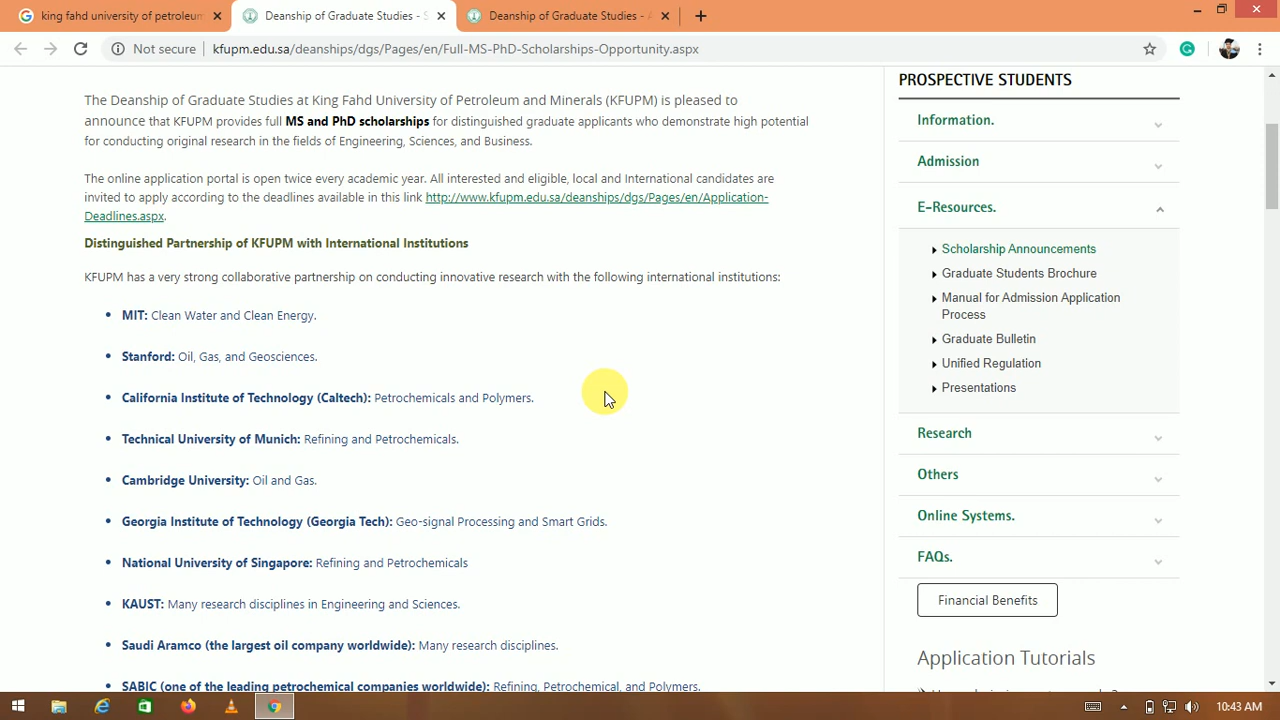 king fahd university of petroleum
Deanship of Graduate Studies - S
Deanship of Graduate Studies - A
Not secure
kfupm.edu.sa/deanships/dgs/Pages/en/Full-MS-PhD-Scholarships-Opportunity.aspx
The Deanship of Graduate Studies at King Fahd University of Petroleum and Minerals (KFUPM) is pleased to
announce that KFUPM provides full MS and PhD scholarships for distinguished graduate applicants who demonstrate high potential
for conducting original research in the fields of Engineering, Sciences, and Business.
The online application portal is open twice every academic year. All interested and eligible, local and International candidates are
invited to apply according to the deadlines available in this link http://www.kfupm.edu.sa/deanships/dgs/Pages/en/Application-
Deadlines.aspx.
Distinguished Partnership of KFUPM with International Institutions
KFUPM has a very strong collaborative partnership on conducting innovative research with the following international institutions:
• MIT: Clean Water and Clean Energy.
• Stanford: Oil, Gas, and Geosciences.
• California Institute of Technology (Caltech): Petrochemicals and Polymers.
• Technical University of Munich: Refining and Petrochemicals.
• Cambridge University: Oil and Gas.
• Georgia Institute of Technology (Georgia Tech): Geo-signal Processing and Smart Grids.
• National University of Singapore: Refining and Petrochemicals
• KAUST: Many research disciplines in Engineering and Sciences.
• Saudi Aramco (the largest oil company worldwide): Many research disciplines.
• SABIC (one of the leading petrochemical companies worldwide): Refining, Petrochemical, and Polymers.
PROSPECTIVE STUDENTS
Information.
Admission
E-Resources.
Scholarship Announcements
Graduate Students Brochure
Manual for Admission Application
Process
Graduate Bulletin
Unified Regulation
Presentations
Research
Others
Online Systems.
FAQs.
Financial Benefits
Application Tutorials
10:43 AM